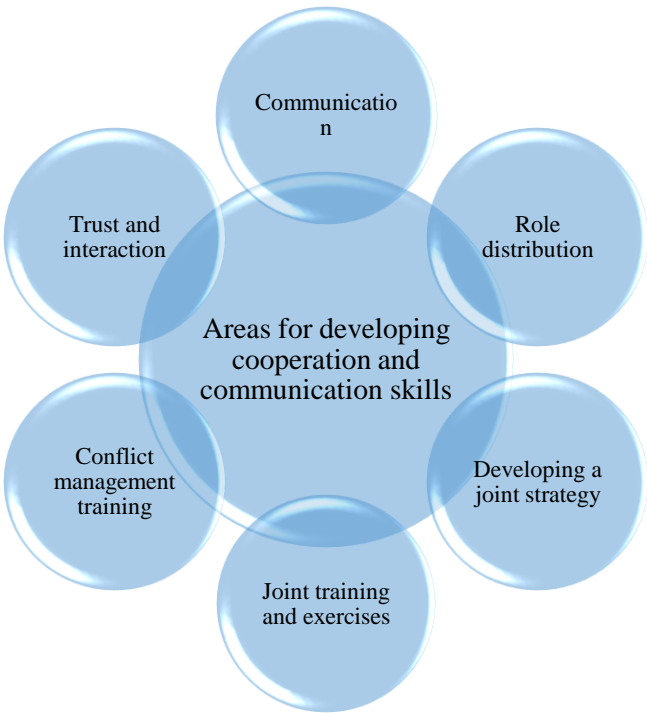 Communicatio
n
Role
distribution
Developing a
joint strategy
Joint training
and exercises
Conflict
management
training
Trust and
interaction
Areas for developing
cooperation and
communication skills